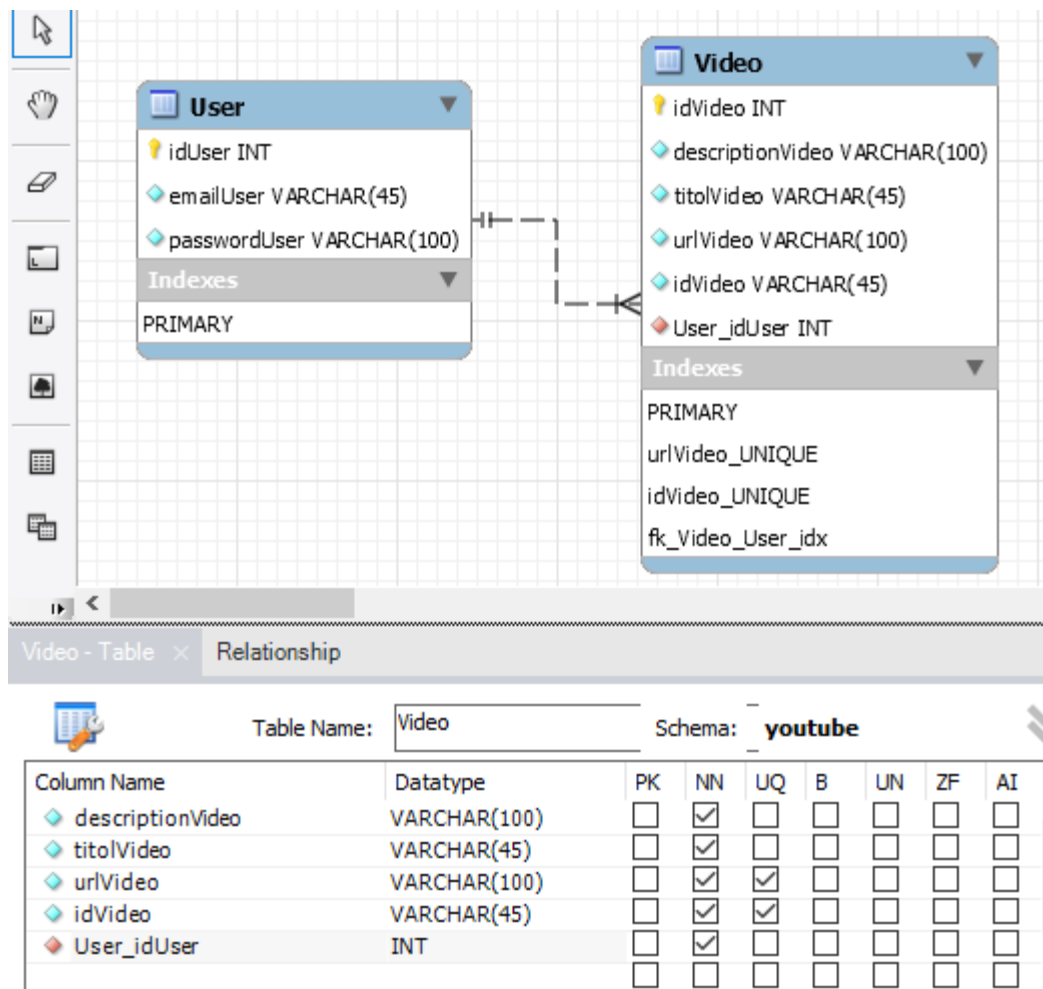 User
idUser INT
emailUser VARCHAR(45)
passwordUser VARCHAR(100)
Indexes
PRIMARY
Video
idVideo INT
descriptionVideo VARCHAR(100)
titolVideo VARCHAR(45)
urlVideo VARCHAR(100)
idVideo VARCHAR(45)
User_idUser INT
Indexes
PRIMARY
urlVideo_UNIQUE
idVideo_UNIQUE
fk_Video_User_idx
Video - Table Relationship
Table Name: Video Schema: youtube
Column Name Datatype PK NN UQ B UN ZF AI
descriptionVideo VARCHAR(100)
titolVideo VARCHAR(45)
urlVideo VARCHAR(100)
idVideo VARCHAR(45)
User_idUser INT